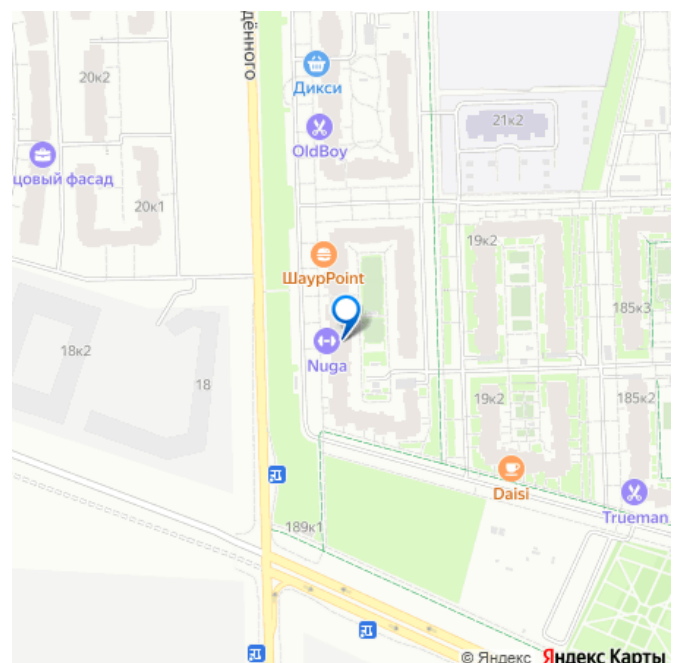 дённого
20к2
Дикси
21к2
OldBoy
цовый фасад
20к1
19к2
ШаурPoint
185к3
18к2
Nuga
18
19к2
185к2
Daisi
Trueman
189к1
© Яндекс Яндекс Карты